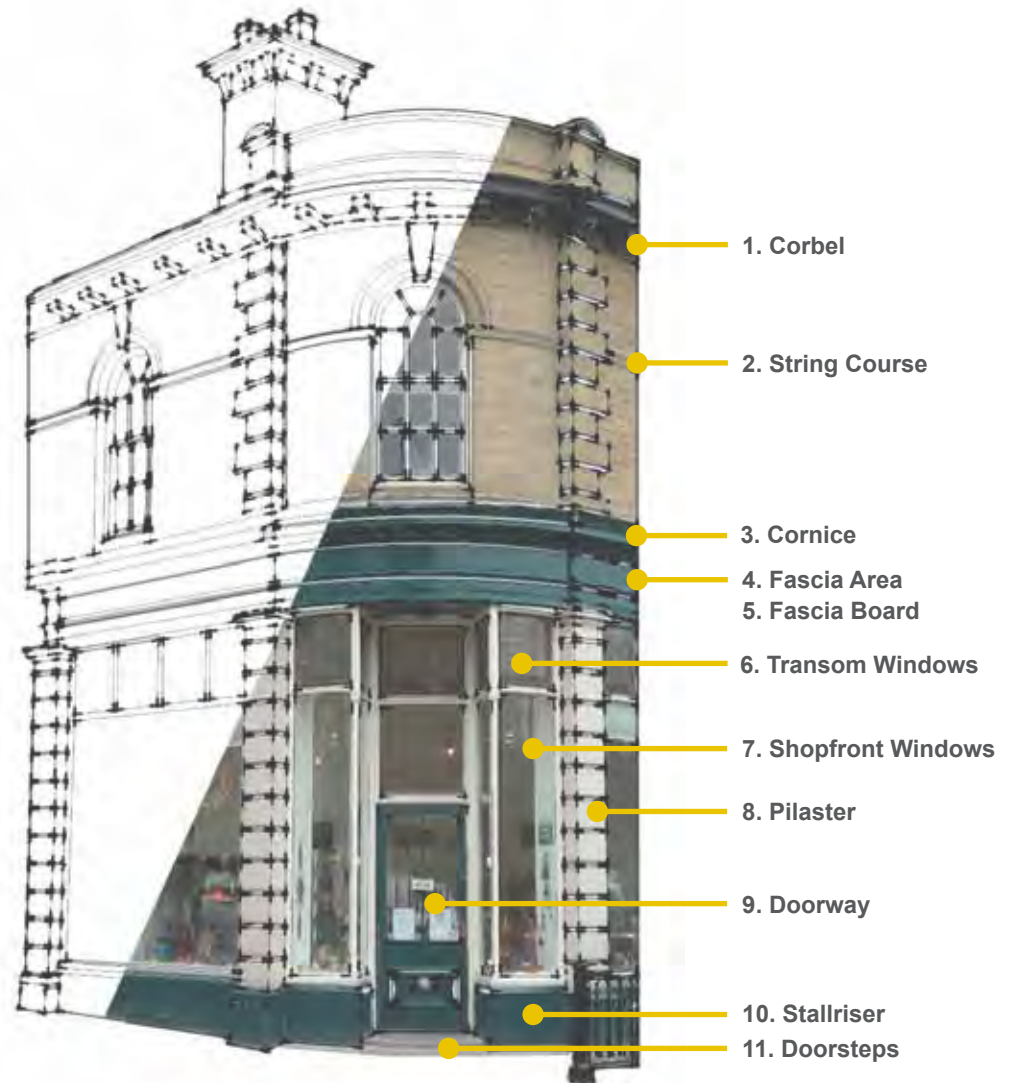 1. Corbel
2. String Course
3. Cornice
4. Fascia Area
5. Fascia Board
6. Transom Windows
7. Shopfront Windows
8. Pilaster
9. Doorway
10. Stallriser
11. Doorsteps